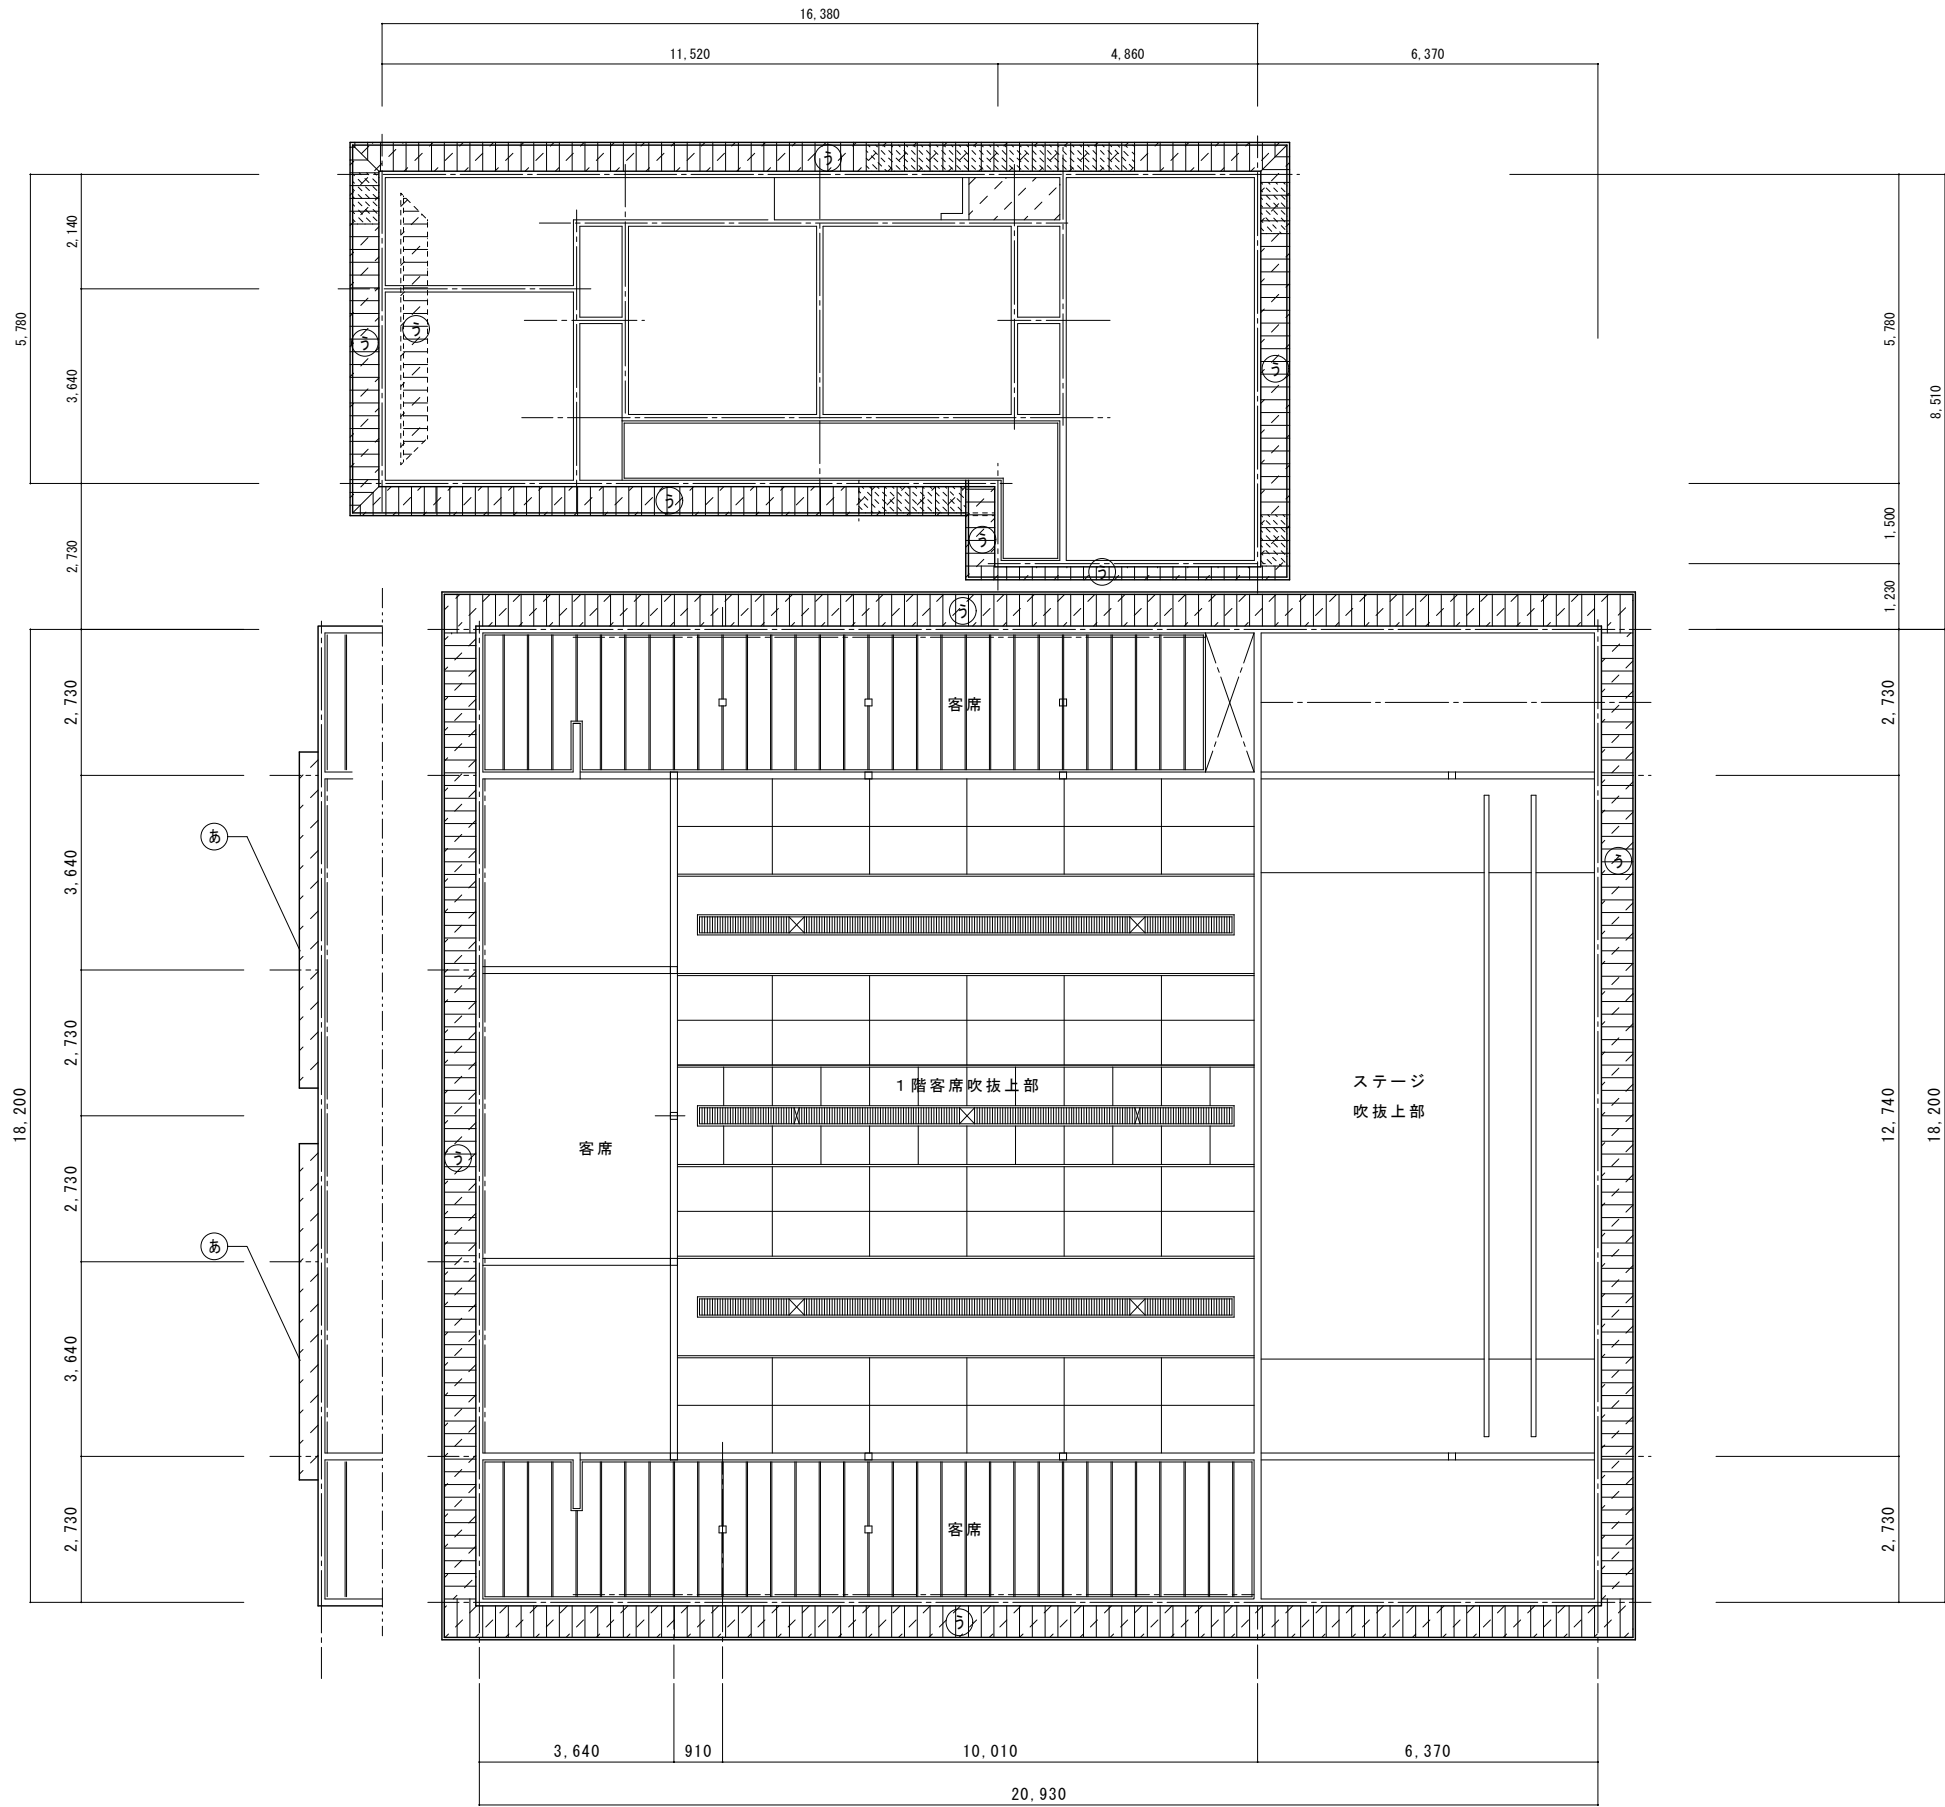 16,380
11,520
4,860
6,370
う
2,140
5,780
3,640
2,730
う
う
う
5,780
8,510
1,500
1,230
う
う
う
う
2,730
3,640
2,730
18,200
2,730
3,640
2,730
あ
あ
客席
う
う
1階客席吹抜上部
ステージ
吹抜上部
客席
客席
う
2,730
12,740
18,200
2,730
3,640
910
10,010
6,370
20,930